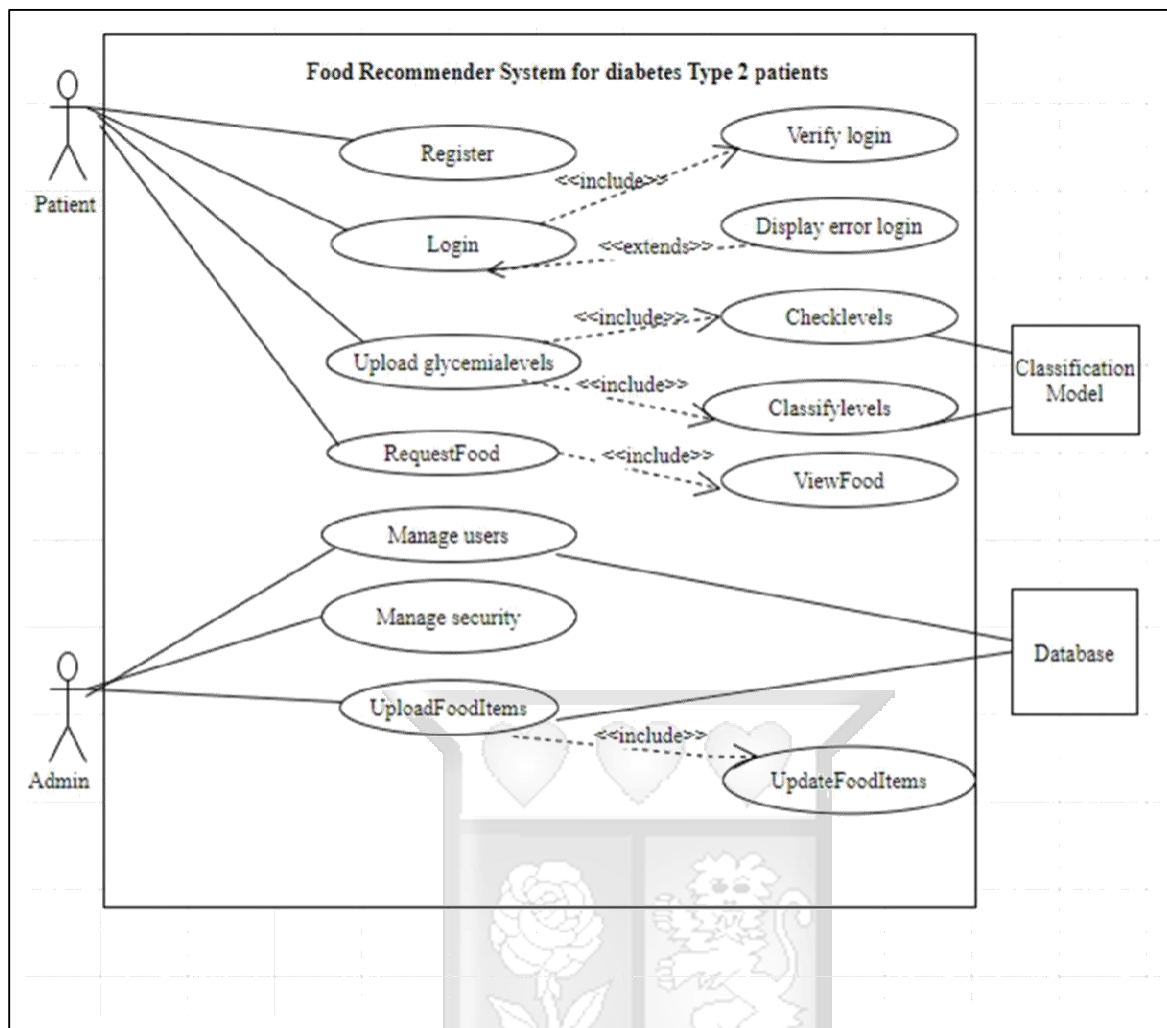 Food Recommender System for diabetes Type 2 patients
Patient
Register
Verify login
<<include>>
Login
Display error login
<<extends>>
Upload glycemialevels
<<include>>
Checklevels
<<include>>
Classifylevels
Classification
Model
RequestFood
<<include>>
ViewFood
Manage users
Manage security
Database
Admin
UploadFoodItems
<<include>>
UpdateFoodItems